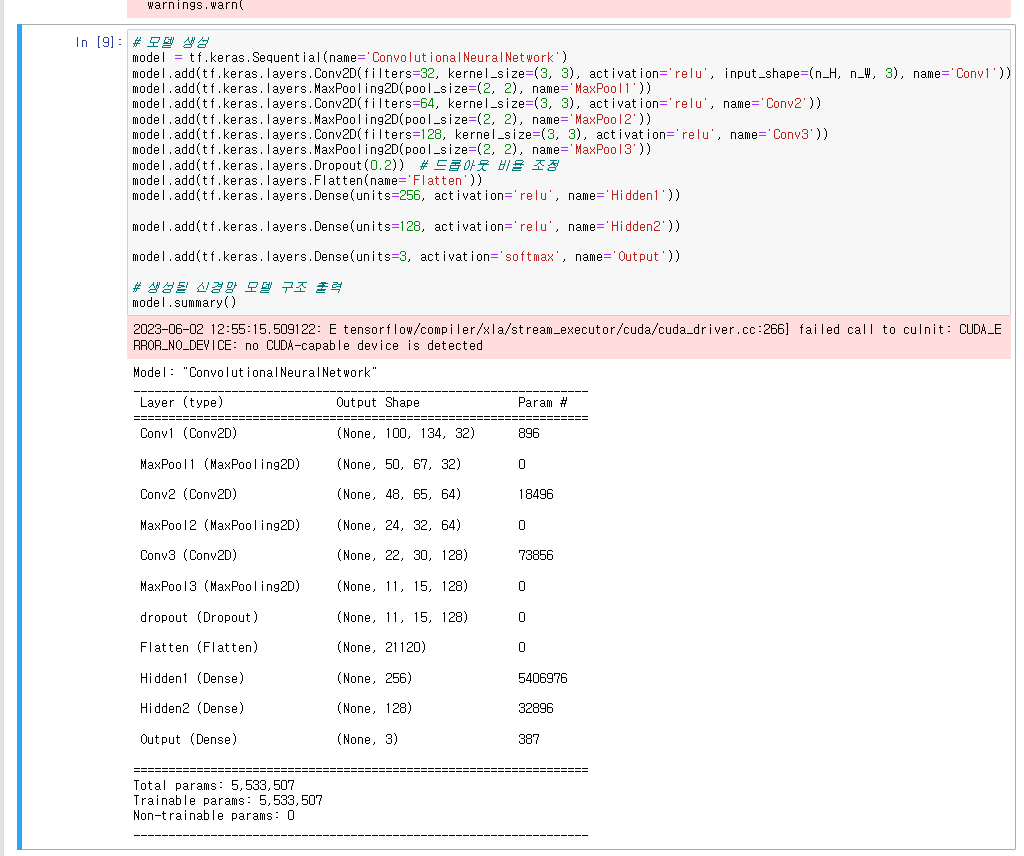 warnings.warn(
In [9]:
# 모델 생성
model = tf.keras.Sequential(name='ConvolutionalNeuralNetwork')
model.add(tf.keras.layers.Conv2D(filters=32, kernel_size=(3, 3), activation='relu', input_shape=(n_H, n_W, 3), name='Conv1'))
model.add(tf.keras.layers.MaxPooling2D(pool_size=(2, 2), name='MaxPool1'))
model.add(tf.keras.layers.Conv2D(filters=64, kernel_size=(3, 3), activation='relu', name='Conv2'))
model.add(tf.keras.layers.MaxPooling2D(pool_size=(2, 2), name='MaxPool2'))
model.add(tf.keras.layers.Conv2D(filters=128, kernel_size=(3, 3), activation='relu', name='Conv3'))
model.add(tf.keras.layers.MaxPooling2D(pool_size=(2, 2), name='MaxPool3'))
model.add(tf.keras.layers.Dropout(0.2))  # 드롭아웃 비율 조정
model.add(tf.keras.layers.Flatten(name='Flatten'))
model.add(tf.keras.layers.Dense(units=256, activation='relu', name='Hidden1'))
model.add(tf.keras.layers.Dense(units=128, activation='relu', name='Hidden2'))
model.add(tf.keras.layers.Dense(units=3, activation='softmax', name='Output'))
# 생성될 신경망 모델 구조 출력
model.summary()
2023-06-02 12:55:15.509122: E tensorflow/compiler/xla/stream_executor/cuda/cuda_driver.cc:266] failed call to cuInit: CUDA_E
RROR_NO_DEVICE: no CUDA-capable device is detected
Model: "ConvolutionalNeuralNetwork"
_________________________________________________________________
Layer (type) Output Shape Param #
=================================================================
Conv1 (Conv2D) (None, 100, 134, 32) 896
MaxPool1 (MaxPooling2D) (None, 50, 67, 32) 0
Conv2 (Conv2D) (None, 48, 65, 64) 18496
MaxPool2 (MaxPooling2D) (None, 24, 32, 64) 0
Conv3 (Conv2D) (None, 22, 30, 128) 73856
MaxPool3 (MaxPooling2D) (None, 11, 15, 128) 0
dropout (Dropout) (None, 11, 15, 128) 0
Flatten (Flatten) (None, 21120) 0
Hidden1 (Dense) (None, 256) 5406976
Hidden2 (Dense) (None, 128) 32896
Output (Dense) (None, 3) 387
=================================================================
Total params: 5,533,507
Trainable params: 5,533,507
Non-trainable params: 0
_________________________________________________________________